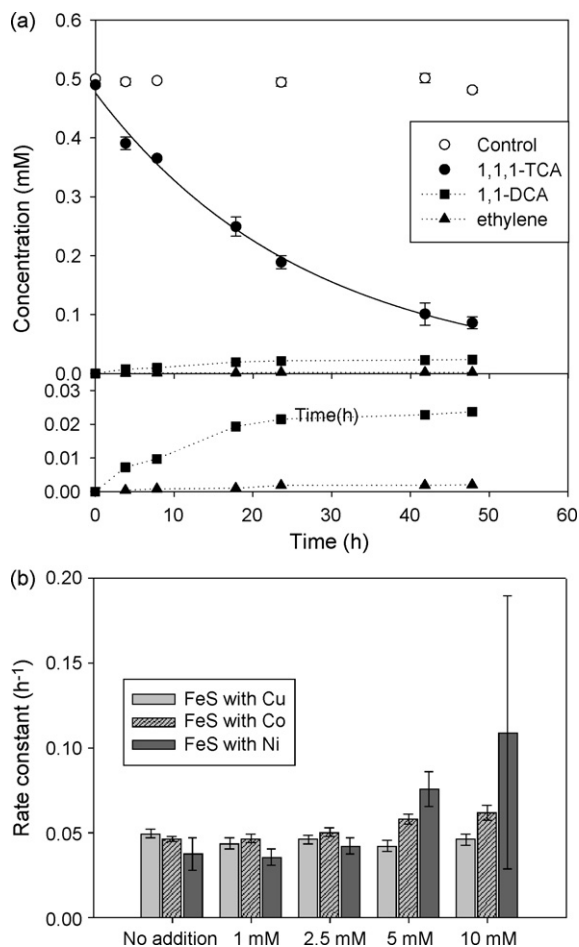 (a)
0.6
0.5
0.4
0.3
0.2
0.1
0.0
Concentration (mM)
Control
1,1,1-TCA
1,1-DCA
ethylene
0.03
0.02
0.01
0.00
Time(h)
0 10 20 30 40 50 60
Time (h)
(b)
0.20
0.15
0.10
0.05
0.00
Rate constant (h-1)
FeS with Cu
FeS with Co
FeS with Ni
No addition 1 mM 2.5 mM 5 mM 10 mM